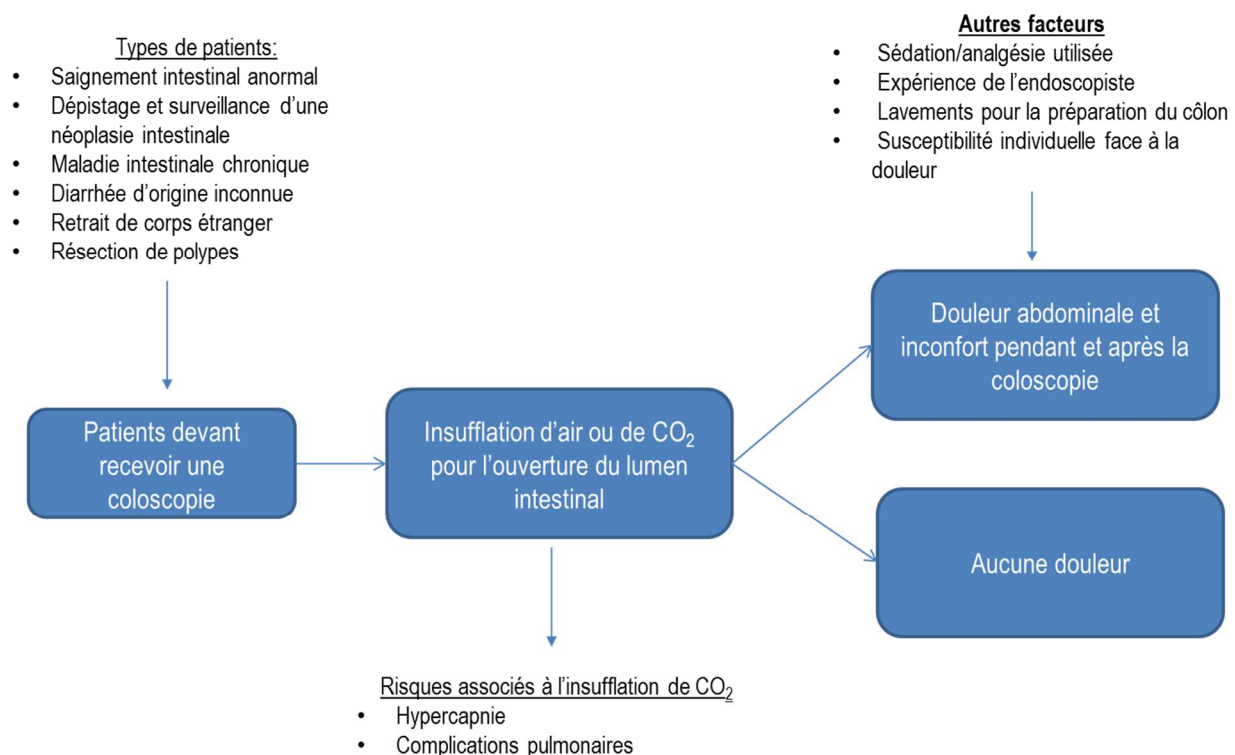 Types de patients:
• Saignement intestinal anormal
• Dépistage et surveillance d'une
néoplasie intestinale
• Maladie intestinale chronique
• Diarrhée d'origine inconnue
• Retrait de corps étranger
• Résection de polypes
Autres facteurs
• Sédation/analgésie utilisée
• Expérience de l'endoscopiste
• Lavements pour la préparation du côlon
• Susceptibilité individuelle face à la
douleur
Patients devant
recevoir une
coloscopie
Insufflation d'air ou de CO₂
pour l'ouverture du lumen
intestinal
Douleur abdominale et
inconfort pendant et après la
coloscopie
Aucune douleur
Risques associés à l'insufflation de CO₂
• Hypercapnie
• Complications pulmonaires